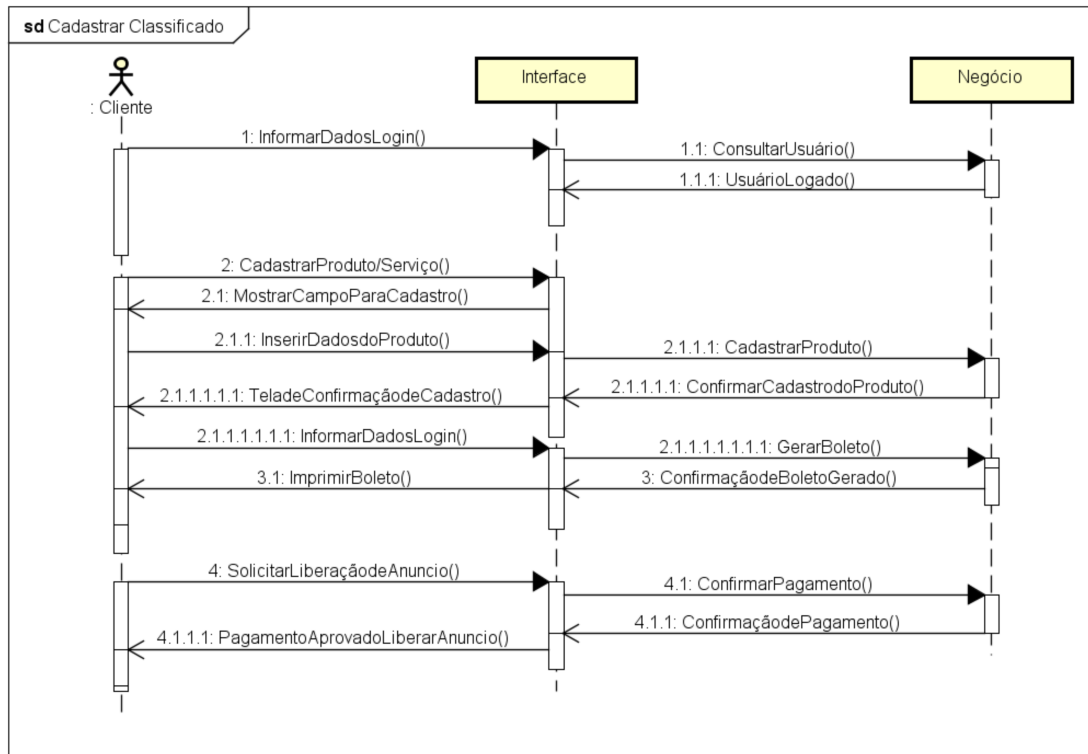 sd Cadastrar Classificado
: Cliente
Interface
Negócio
1: InformarDadosLogin()
1.1: ConsultarUsuário()
1.1.1: UsuárioLogado()
2: CadastrarProduto/Serviço()
2.1: MostrarCampoParaCadastro()
2.1.1: InserirDadosdoProduto()
2.1.1.1: CadastrarProduto()
2.1.1.1.1: ConfirmarCadastrodoProduto()
2.1.1.1.1.1: TeladeConfirmaçãodeCadastro()
2.1.1.1.1.1.1: InformarDadosLogin()
2.1.1.1.1.1.1.1: GerarBoleto()
3: ConfirmaçãodeBoletoGerado()
3.1: ImprimirBoleto()
4: SolicitarLiberaçãodeAnuncio()
4.1: ConfirmarPagamento()
4.1.1: ConfirmaçãodePagamento()
4.1.1.1: PagamentoAprovadoLiberarAnuncio()